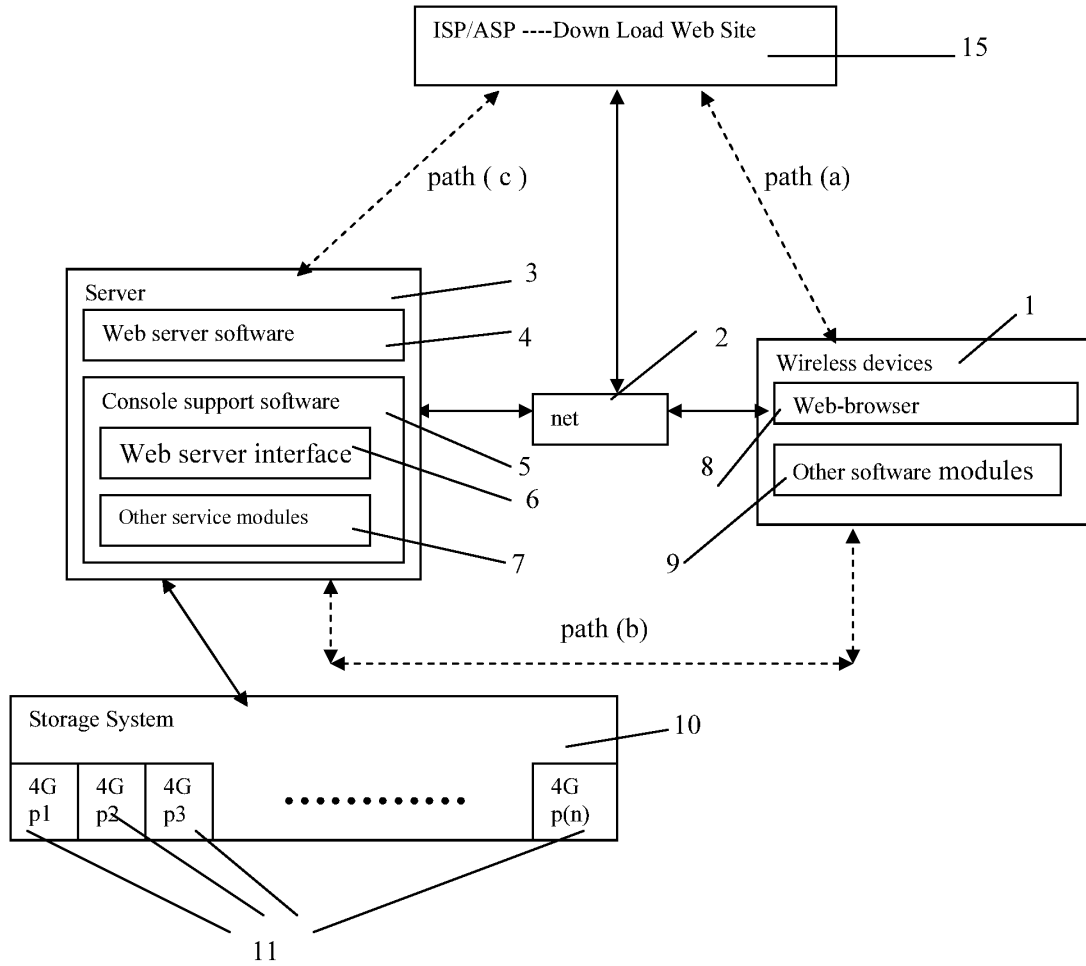 ISP/ASP ----Down Load Web Site
15
path ( c )
path (a)
Server
3
Web server software
4
Console support software
5
Web server interface
6
Other service modules
7
2
net
1
Wireless devices
Web-browser
8
Other software modules
9
path (b)
Storage System
10
4G
p1
4G
p2
4G
p3
4G
p(n)
11